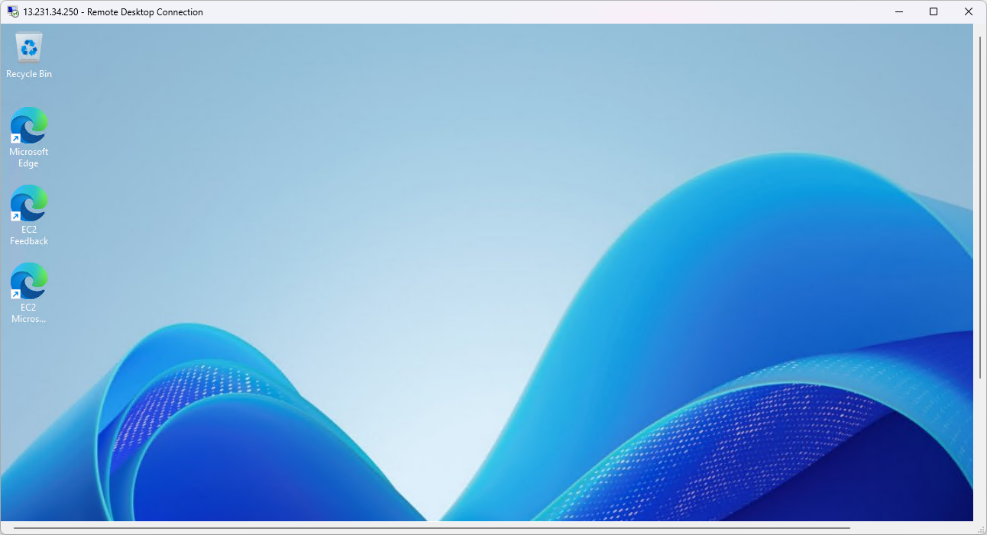 13.231.34.250 - Remote Desktop Connection
Recycle Bin
Microsoft
Edge
EC2
Feedback
EC2
Micros...